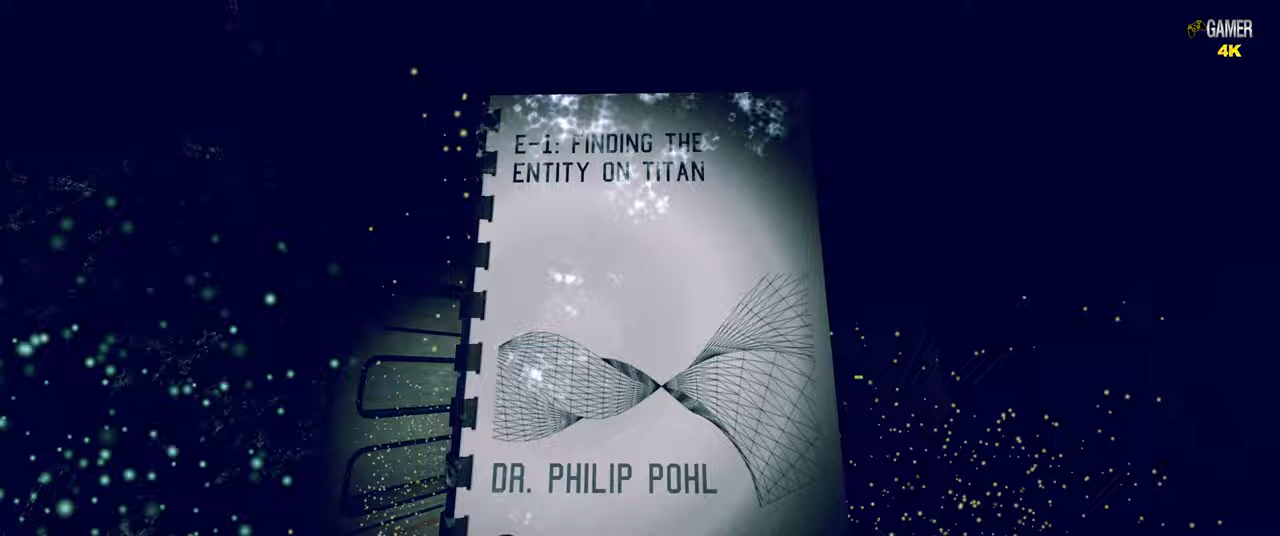 GAMER
4K
E-1: FINDING THE
ENTITY ON TITAN
DR. PHILIP POHL